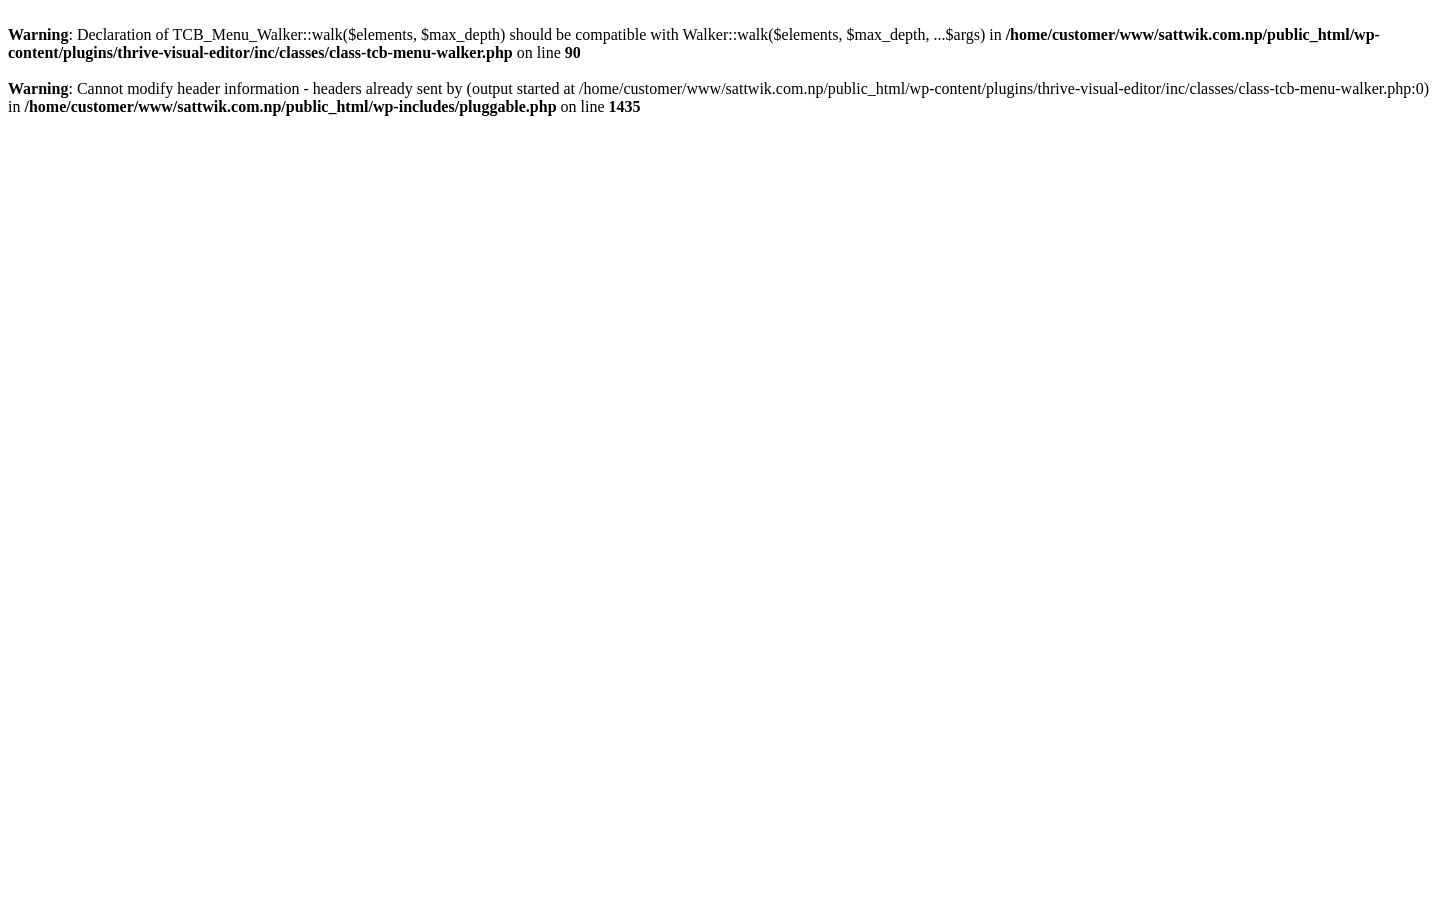 Warning: Declaration of TCB_Menu_Walker::walk($elements, $max_depth) should be compatible with Walker::walk($elements, $max_depth, ...$args) in /home/customer/www/sattwik.com.np/public_html/wp-
content/plugins/thrive-visual-editor/inc/classes/class-tcb-menu-walker.php on line 90
Warning: Cannot modify header information - headers already sent by (output started at /home/customer/www/sattwik.com.np/public_html/wp-content/plugins/thrive-visual-editor/inc/classes/class-tcb-menu-walker.php:0)
in /home/customer/www/sattwik.com.np/public_html/wp-includes/pluggable.php on line 1435